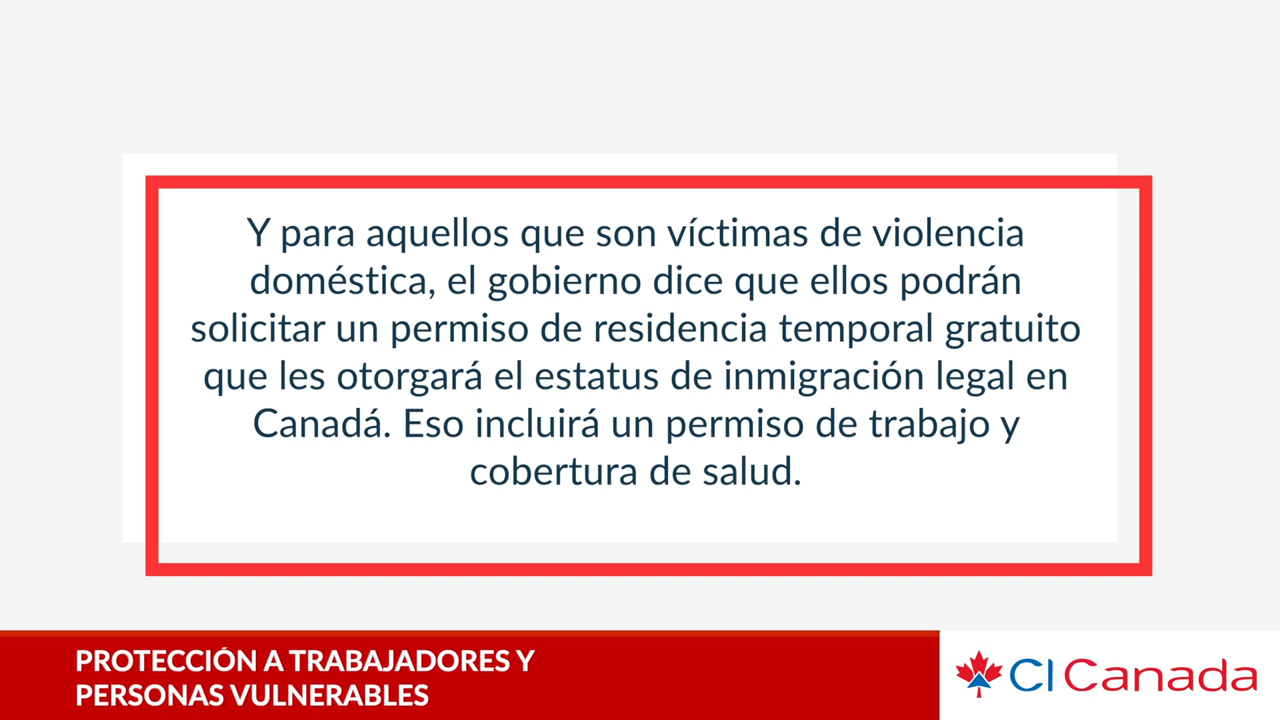 Y para aquellos que son víctimas de violencia
doméstica, el gobierno dice que ellos podrán
solicitar un permiso de residencia temporal gratuito
que les otorgará el estatus de inmigración legal en
Canadá. Eso incluirá un permiso de trabajo y
cobertura de salud.
PROTECCIÓN A TRABAJADORES Y
PERSONAS VULNERABLES
CI Canada